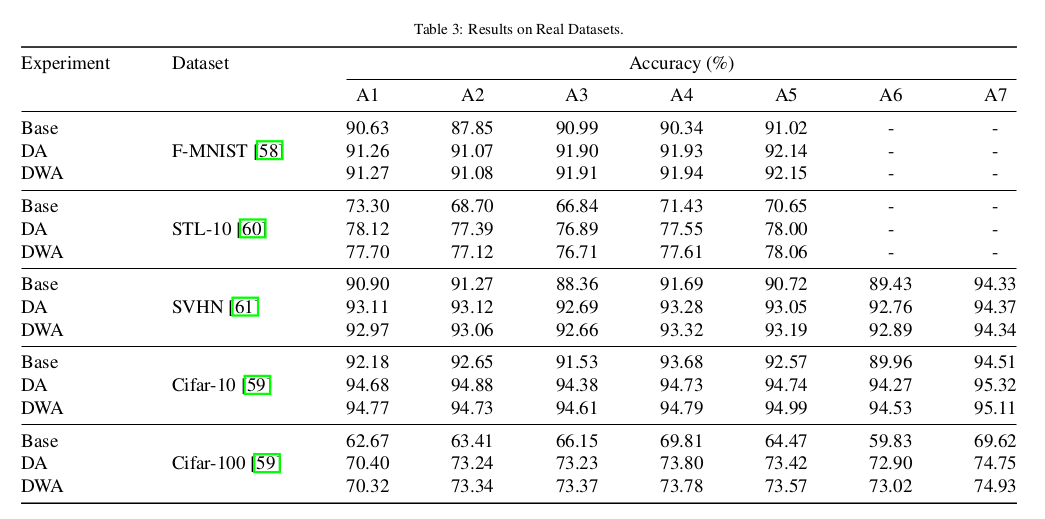 Table 3: Results on Real Datasets.
Experiment Dataset Accuracy (%)
A1 A2 A3 A4 A5 A6 A7
Base 90.63 87.85 90.99 90.34 91.02 - -
DA F-MNIST [58] 91.26 91.07 91.90 91.93 92.14 - -
DWA 91.27 91.08 91.91 91.94 92.15 - -
Base 73.30 68.70 66.84 71.43 70.65 - -
DA STL-10 [60] 78.12 77.39 76.89 77.55 78.00 - -
DWA 77.70 77.12 76.71 77.61 78.06 - -
Base 90.90 91.27 88.36 91.69 90.72 89.43 94.33
DA SVHN [61] 93.11 93.12 92.69 93.28 93.05 92.76 94.37
DWA 92.97 93.06 92.66 93.32 93.19 92.89 94.34
Base 92.18 92.65 91.53 93.68 92.57 89.96 94.51
DA Cifar-10 [59] 94.68 94.88 94.38 94.73 94.74 94.27 95.32
DWA 94.77 94.73 94.61 94.79 94.99 94.53 95.11
Base 62.67 63.41 66.15 69.81 64.47 59.83 69.62
DA Cifar-100 [59] 70.40 73.24 73.23 73.80 73.42 72.90 74.75
DWA 70.32 73.34 73.37 73.78 73.57 73.02 74.93